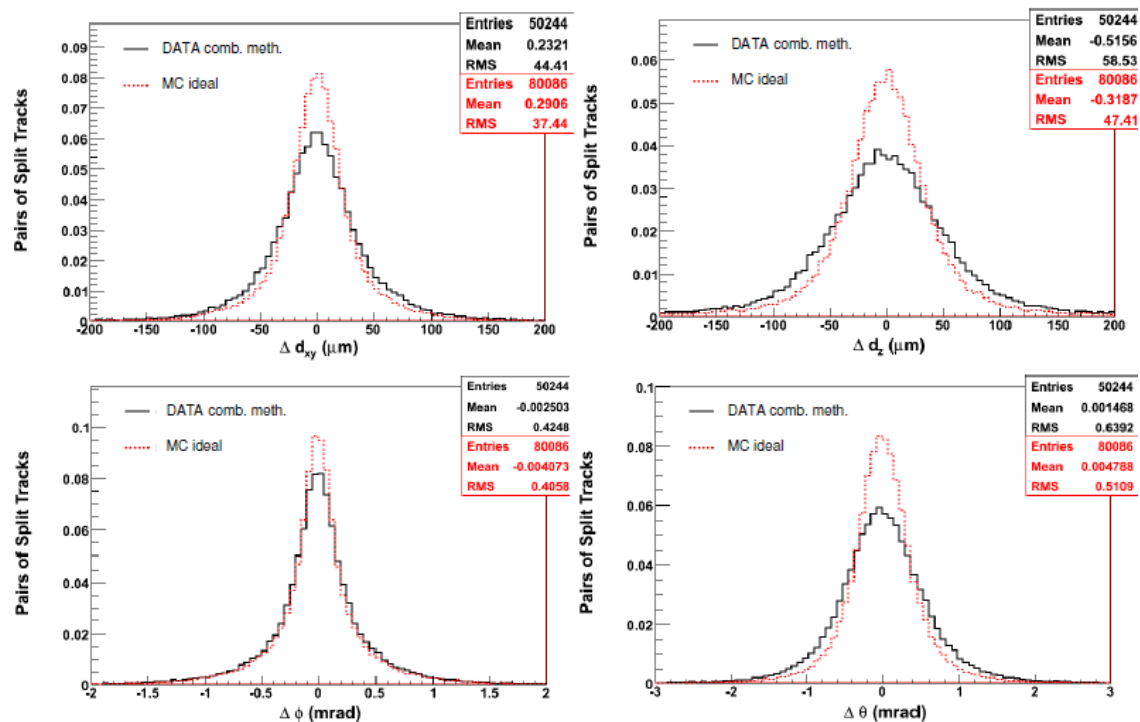 Entries 50244
Mean 0.2321
RMS 44.41
Entries 80086
Mean 0.2906
RMS 37.44
DATA comb. meth.
MC ideal
Pairs of Split Tracks
0.09
0.08
0.07
0.06
0.05
0.04
0.03
0.02
0.01
0
-200 -150 -100 -50 0 50 100 150 200
Δ dxy (μm)
Entries 50244
Mean -0.5156
RMS 58.53
Entries 80086
Mean -0.3187
RMS 47.41
DATA comb. meth.
MC ideal
Pairs of Split Tracks
0.06
0.05
0.04
0.03
0.02
0.01
0
-200 -150 -100 -50 0 50 100 150 200
Δ dz (μm)
Entries 50244
Mean -0.002503
RMS 0.4248
Entries 80086
Mean -0.004073
RMS 0.4058
DATA comb. meth.
MC ideal
Pairs of Split Tracks
0.1
0.08
0.06
0.04
0.02
0
-2 -1.5 -1 -0.5 0 0.5 1 1.5 2
Δ ϕ (mrad)
Entries 50244
Mean 0.001468
RMS 0.6392
Entries 80086
Mean 0.004788
RMS 0.5109
DATA comb. meth.
MC ideal
Pairs of Split Tracks
0.1
0.08
0.06
0.04
0.02
0
-3 -2 -1 0 1 2 3
Δ θ (mrad)